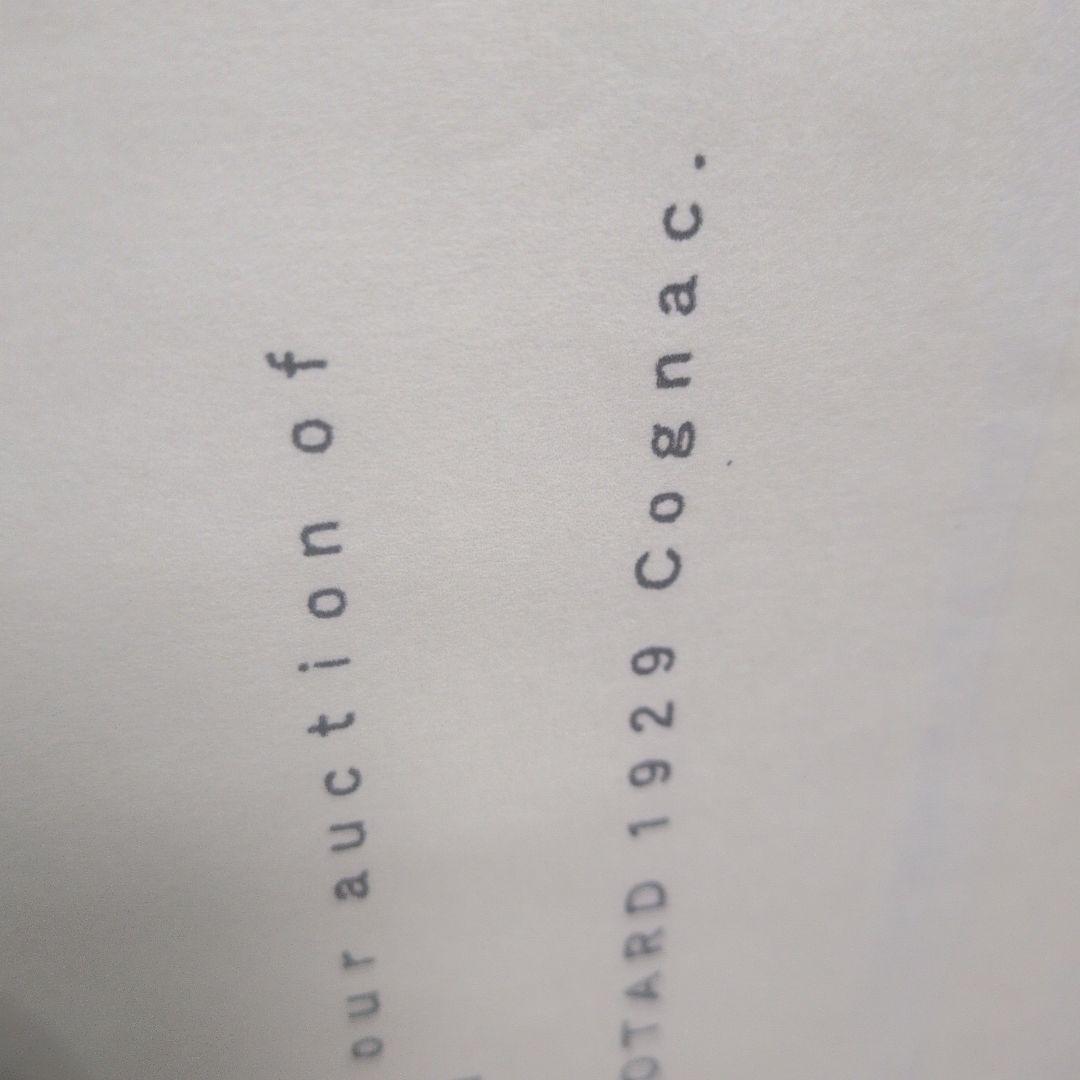 our auction of
OTARD 1929 Cognac.